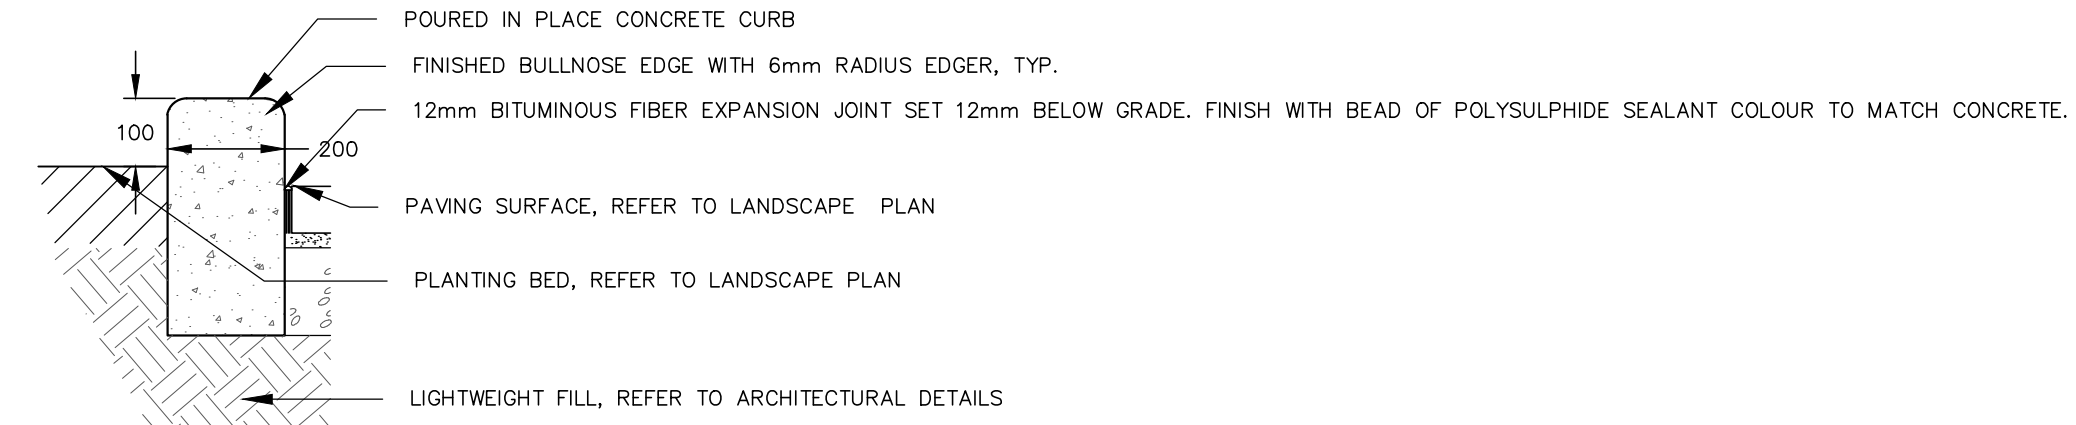 POURED IN PLACE CONCRETE CURB
FINISHED BULLNOSE EDGE WITH 6mm RADIUS EDGER, TYP.
12mm BITUMINOUS FIBER EXPANSION JOINT SET 12mm BELOW GRADE. FINISH WITH BEAD OF POLYSULPHIDE SEALANT COLOUR TO MATCH CONCRETE.
100
200
PAVING SURFACE, REFER TO LANDSCAPE PLAN
PLANTING BED, REFER TO LANDSCAPE PLAN
LIGHTWEIGHT FILL, REFER TO ARCHITECTURAL DETAILS